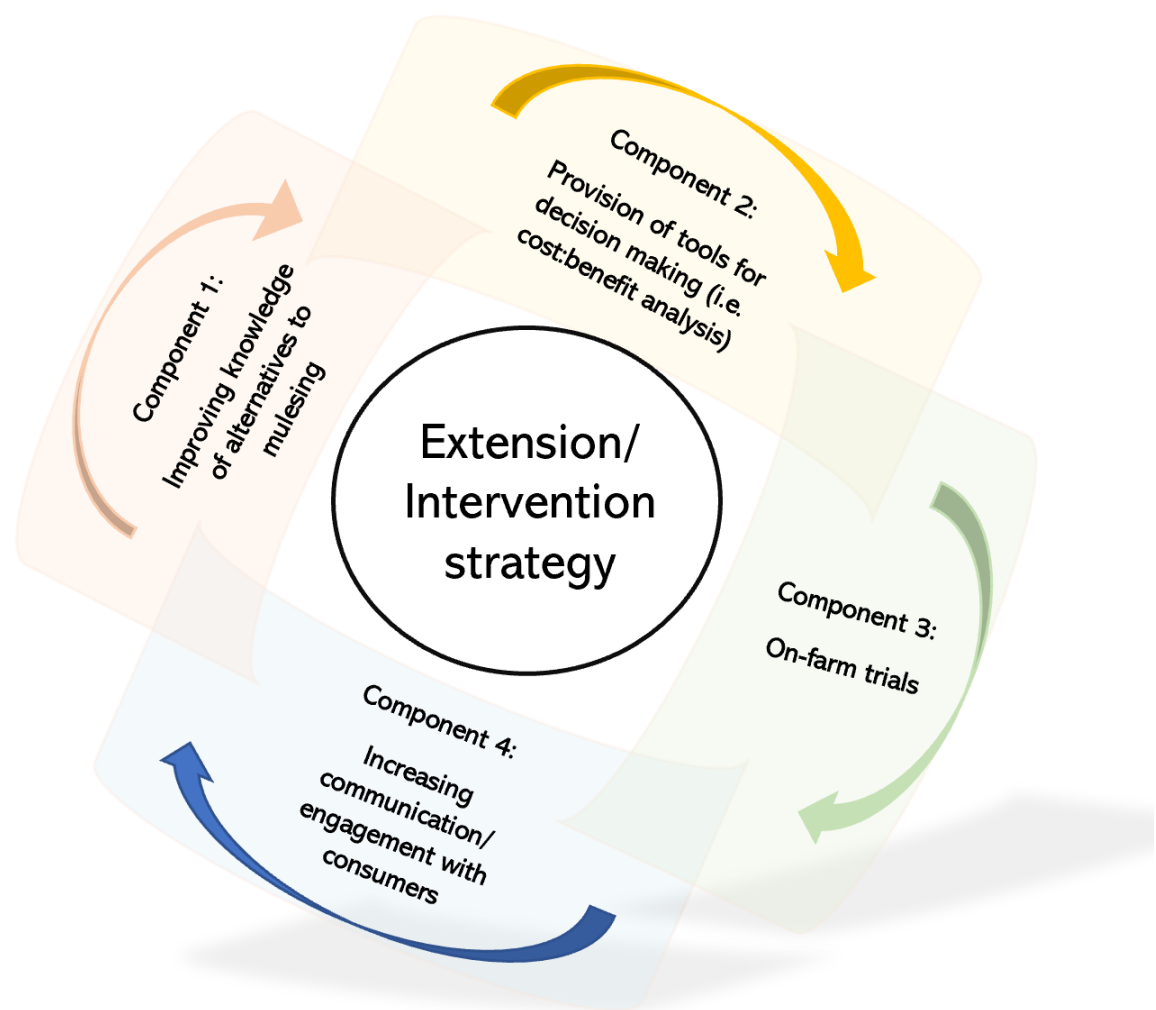 Component 1:
Improving knowledge
of alternatives to
mulesing
Component 2:
Provision of tools for
decision making (i.e.
cost:benefit analysis)
Extension/
Intervention
strategy
Component 3:
On-farm trials
Component 4:
Increasing
communication/
engagement with
consumers